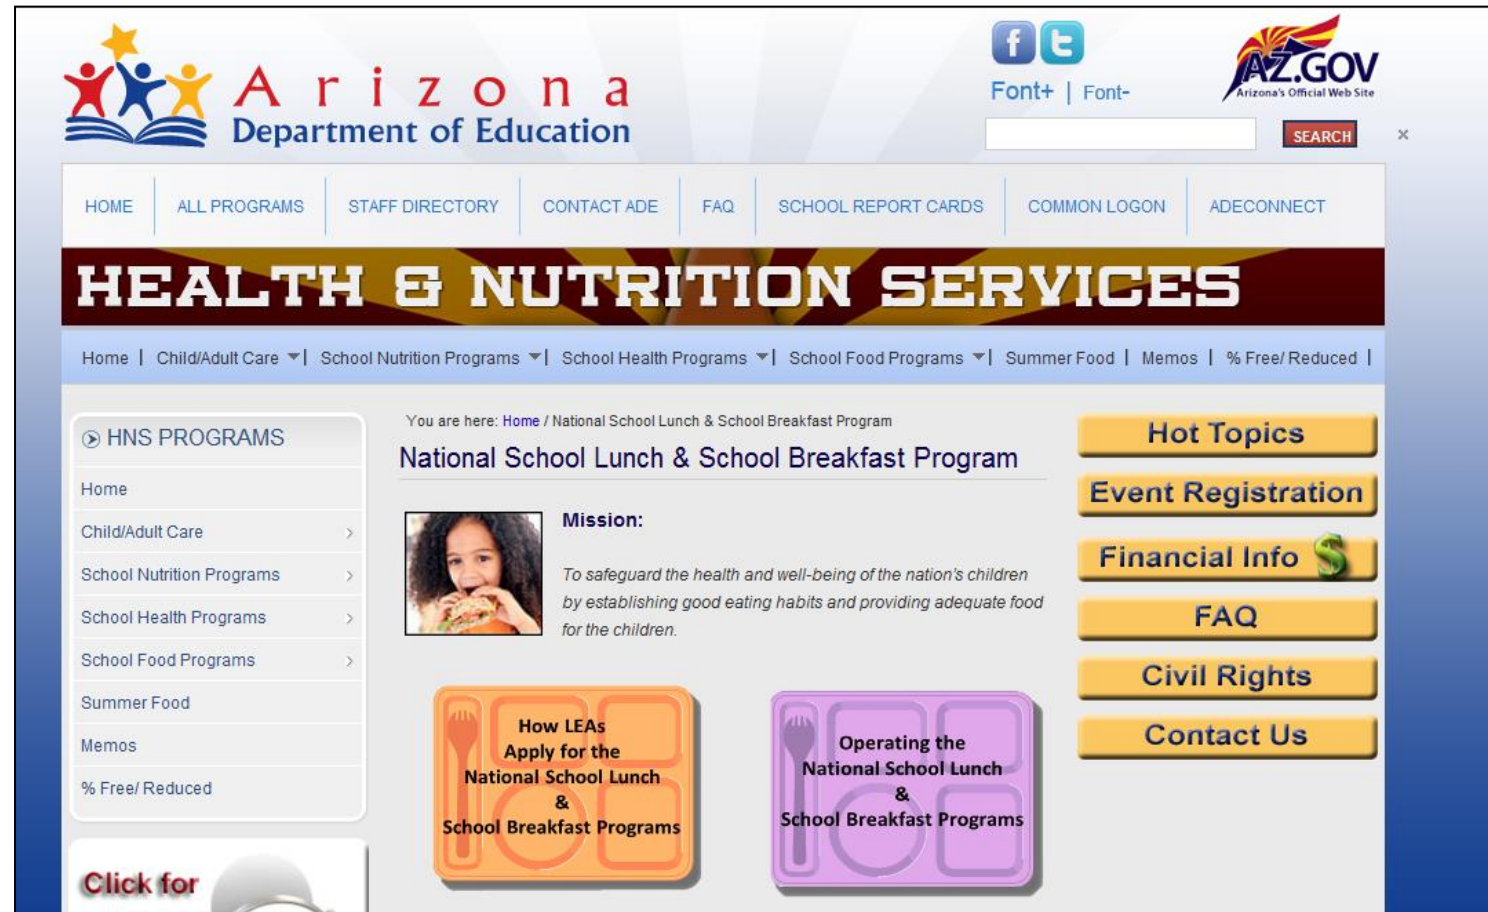 Arizona
Department of Education
f t
Font+ | Font-
AZ.GOV
Arizona's Official Web Site
SEARCH ×
HOME ALL PROGRAMS STAFF DIRECTORY CONTACT ADE FAQ SCHOOL REPORT CARDS COMMON LOGON ADECONNECT
HEALTH & NUTRITION SERVICES
Home | Child/Adult Care | School Nutrition Programs | School Health Programs | School Food Programs | Summer Food | Memos | % Free/ Reduced |
HNS PROGRAMS
Home
Child/Adult Care
School Nutrition Programs
School Health Programs
School Food Programs
Summer Food
Memos
% Free/ Reduced
Click for
You are here: Home / National School Lunch & School Breakfast Program
National School Lunch & School Breakfast Program
Mission:
To safeguard the health and well-being of the nation's children
by establishing good eating habits and providing adequate food
for the children.
How LEAs
Apply for the
National School Lunch
&
School Breakfast Programs
Operating the
National School Lunch
&
School Breakfast Programs
Hot Topics
Event Registration
Financial Info $
FAQ
Civil Rights
Contact Us